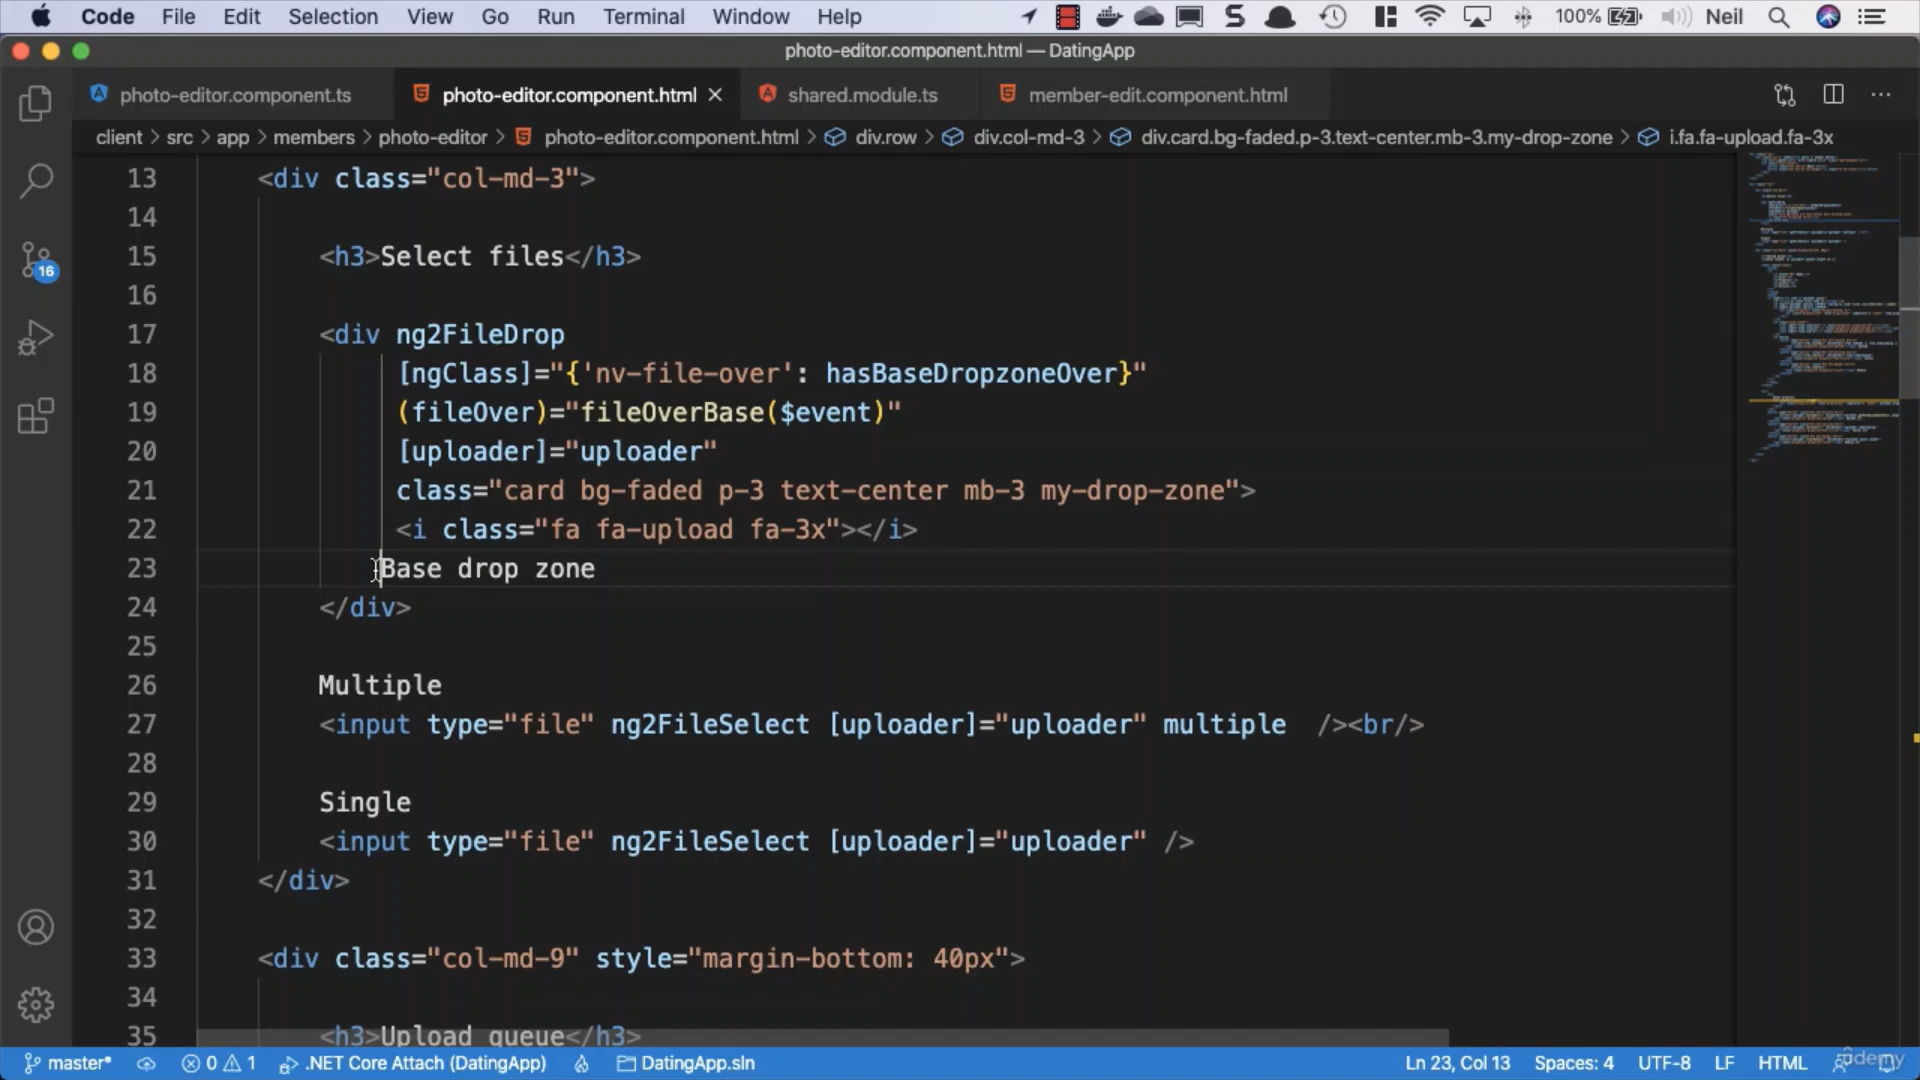 Code File Edit Selection View Go Run Terminal Window Help 100% Neil
photo-editor.component.html — DatingApp
photo-editor.component.ts photo-editor.component.html shared.module.ts member-edit.component.html
client > src > app > members > photo-editor > photo-editor.component.html > div.row > div.col-md-3 > div.card.bg-faded.p-3.text-center.mb-3.my-drop-zone > i.fa.fa-upload.fa-3x
13 <div class="col-md-3">
14
15 <h3>Select files</h3>
16
17 <div ng2FileDrop
18 [ngClass]="{'nv-file-over': hasBaseDropzoneOver}"
19 (fileOver)="fileOverBase($event)"
20 [uploader]="uploader"
21 class="card bg-faded p-3 text-center mb-3 my-drop-zone">
22 <i class="fa fa-upload fa-3x"></i>
23 Base drop zone
24 </div>
25
26 Multiple
27 <input type="file" ng2FileSelect [uploader]="uploader" multiple /><br/>
28
29 Single
30 <input type="file" ng2FileSelect [uploader]="uploader" />
31 </div>
32
33 <div class="col-md-9" style="margin-bottom: 40px">
34
35 <h3>Upload queue</h3>
16
master* 0 1 .NET Core Attach (DatingApp) DatingApp.sln Ln 23, Col 13 Spaces: 4 UTF-8 LF HTML
udemy